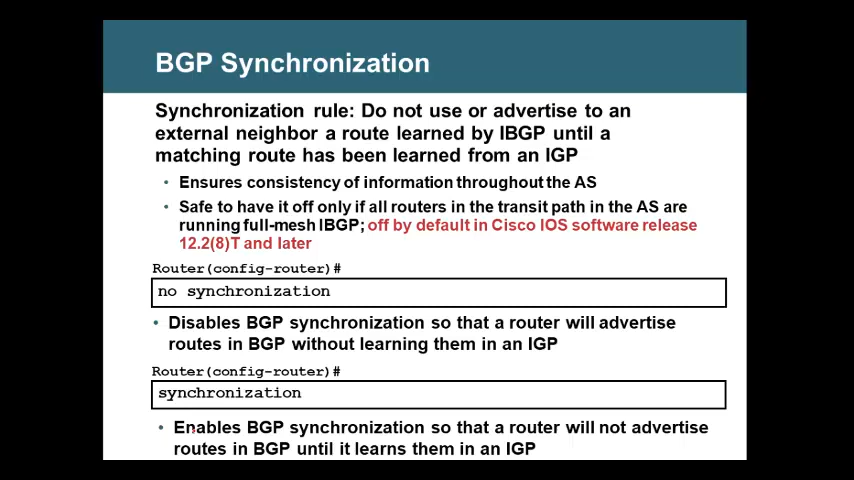 BGP Synchronization
Synchronization rule: Do not use or advertise to an
external neighbor a route learned by IBGP until a
matching route has been learned from an IGP
• Ensures consistency of information throughout the AS
• Safe to have it off only if all routers in the transit path in the AS are
running full-mesh IBGP; off by default in Cisco IOS software release
12.2(8)T and later
Router(config-router)#
no synchronization
• Disables BGP synchronization so that a router will advertise
routes in BGP without learning them in an IGP
Router(config-router)#
synchronization
• Enables BGP synchronization so that a router will not advertise
routes in BGP until it learns them in an IGP